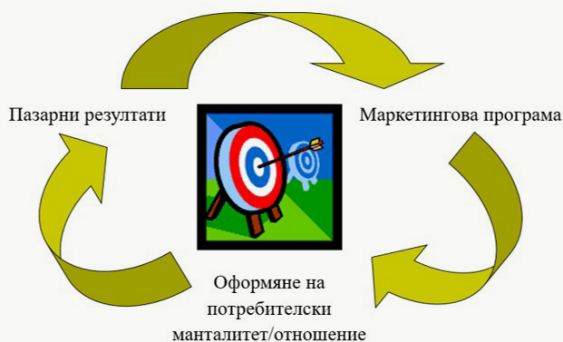 Пазарни резултати
Маркетингова програма
Оформяне на
потребителски
манталитет/отношение